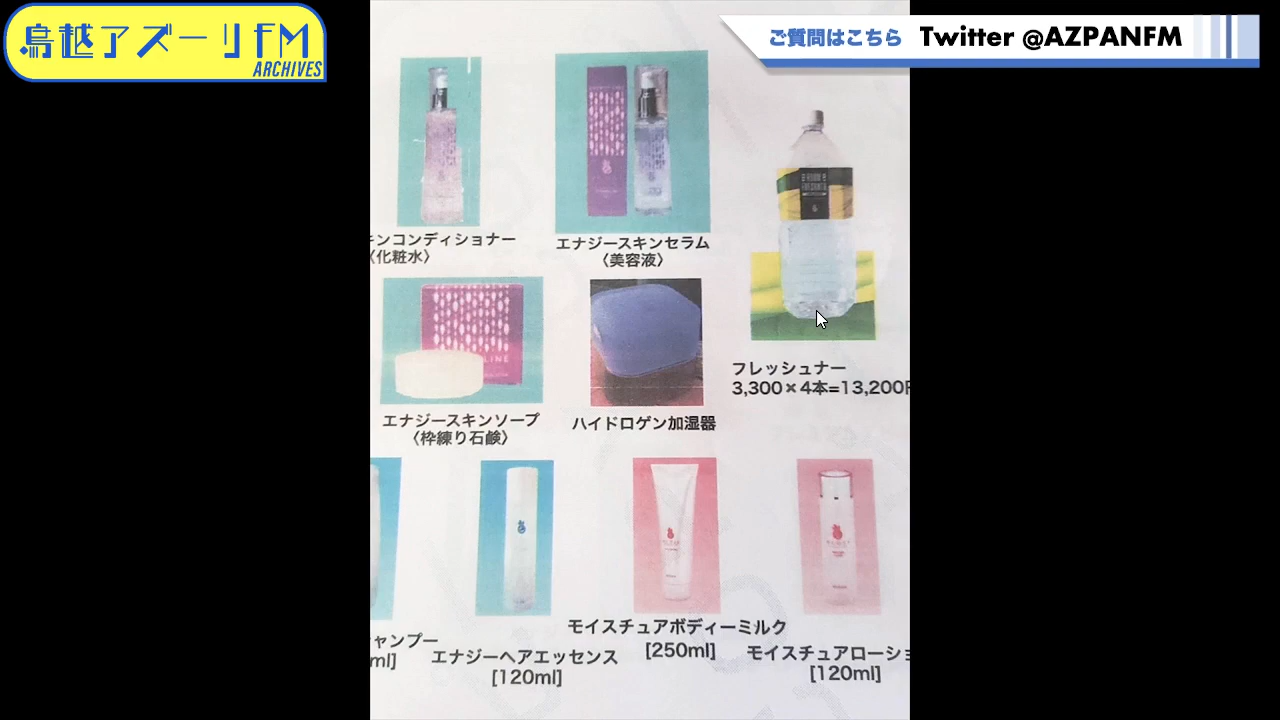 鳥越アズーリFM
ARCHIVES
ご質問はこちら Twitter @AZPANFM
キンコンディショナー
〈化粧水〉
エナジースキンセラム
〈美容液〉
フレッシュナー
3,300×4本=13,200
エナジースキンソープ
〈枠練り石鹸〉
LINE
ハイドロゲン加湿器
ャンプー
ml]
エナジーヘアエッセンス
[120ml]
モイスチュアボディーミルク
[250ml]
モイスチュアローショ
[120ml]